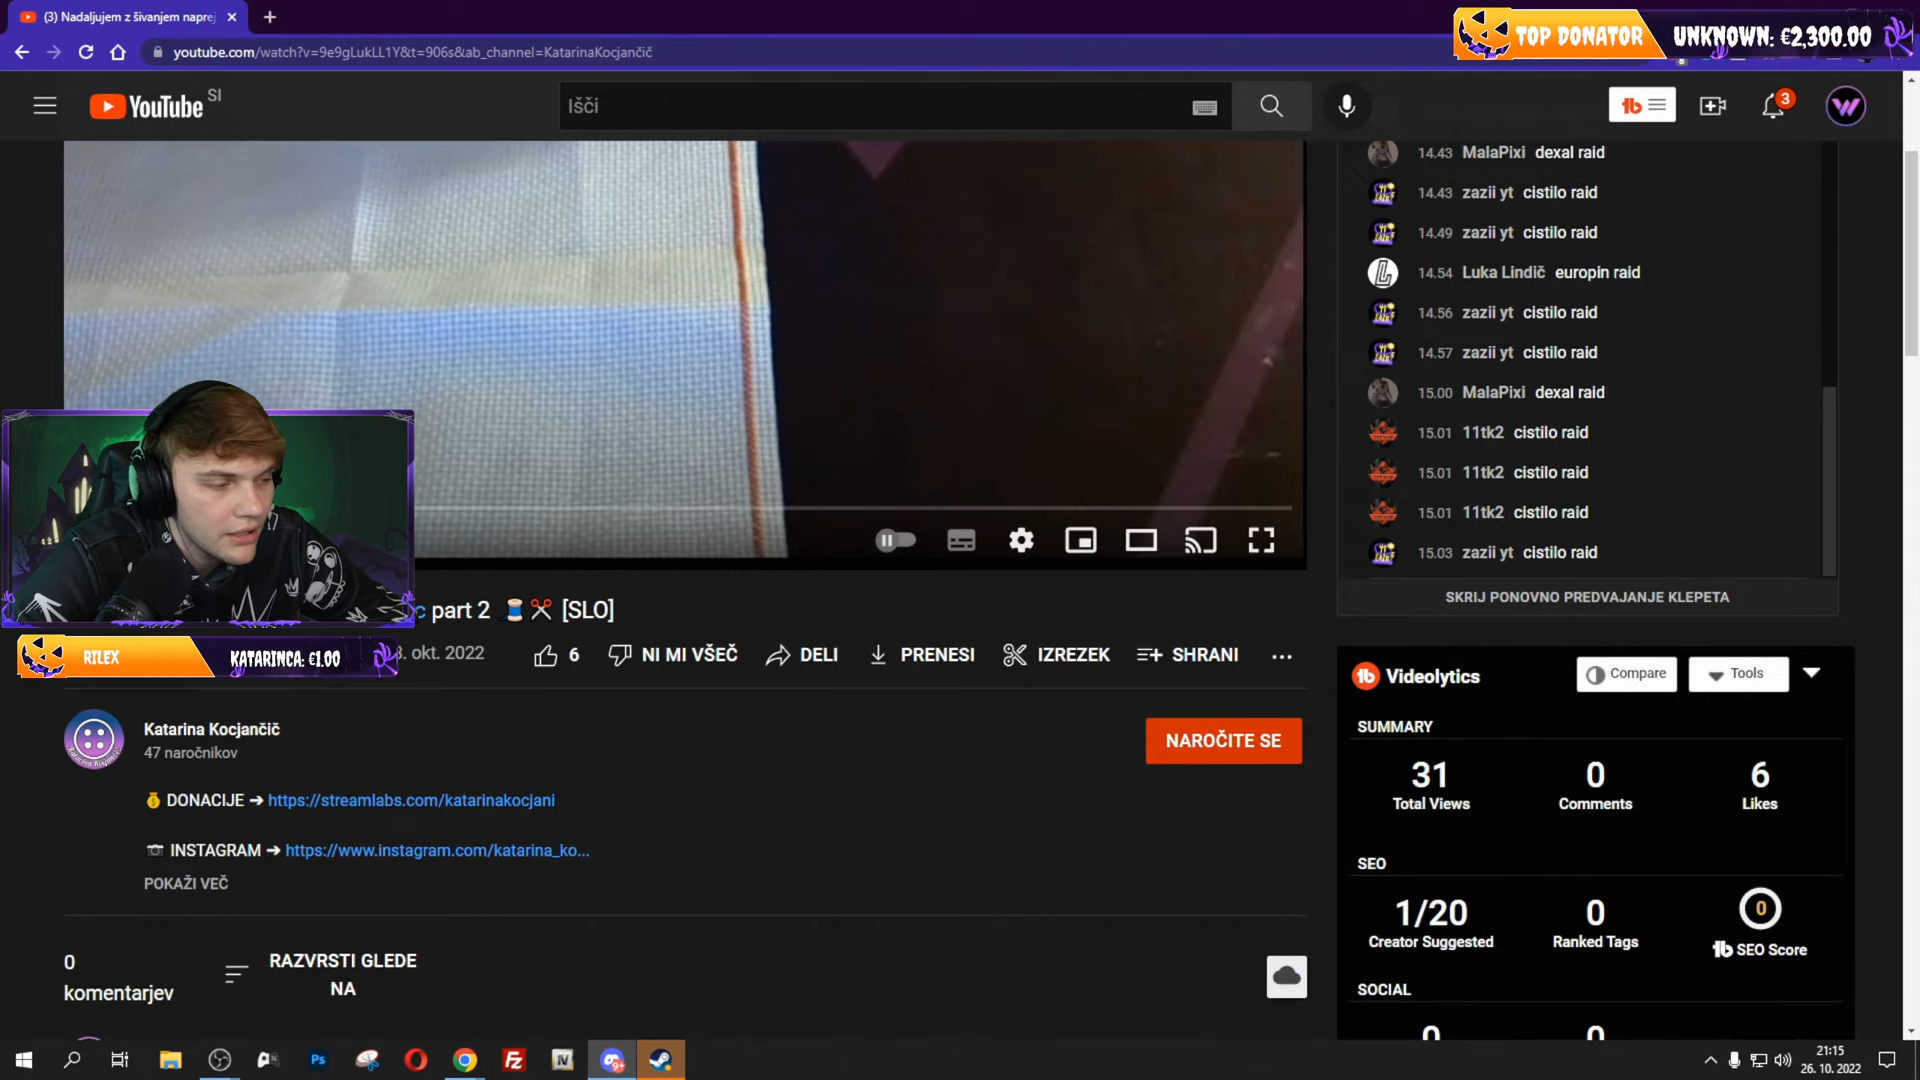 (3) Nadaljujem z šivanjem naprej
youtube.com/watch?v=9e9gLukLL1Y&t=906s&ab_channel=KatarinaKocjančič
TOP DONATOR
UNKNOWN: €2,300.00
YouTube SI
Išči
3
14.43 MalaPixi dexal raid
14.43 zazii yt cistilo raid
14.49 zazii yt cistilo raid
14.54 Luka Lindič europin raid
14.56 zazii yt cistilo raid
14.57 zazii yt cistilo raid
15.00 MalaPixi dexal raid
15.01 11tk2 cistilo raid
15.01 11tk2 cistilo raid
15.01 11tk2 cistilo raid
15.03 zazii yt cistilo raid
SKRIJ PONOVNO PREDVAJANJE KLEPETA
c part 2 [SLO]
. okt. 2022
6
NI MI VŠEČ
DELI
PRENESI
IZREZEK
SHRANI
RILEX
KATARINCA: €1.00
Katarina Kocjančič
47 naročnikov
NAROČITE SE
DONACIJE ➔ https://streamlabs.com/katarinakocjani
INSTAGRAM ➔ https://www.instagram.com/katarina_ko...
POKAŽI VEČ
0
komentarjev
RAZVRSTI GLEDE
NA
Videolytics
Compare
Tools
SUMMARY
31
Total Views
0
Comments
6
Likes
SEO
1/20
Creator Suggested
0
Ranked Tags
0
SEO Score
SOCIAL
21:15
26. 10. 2022